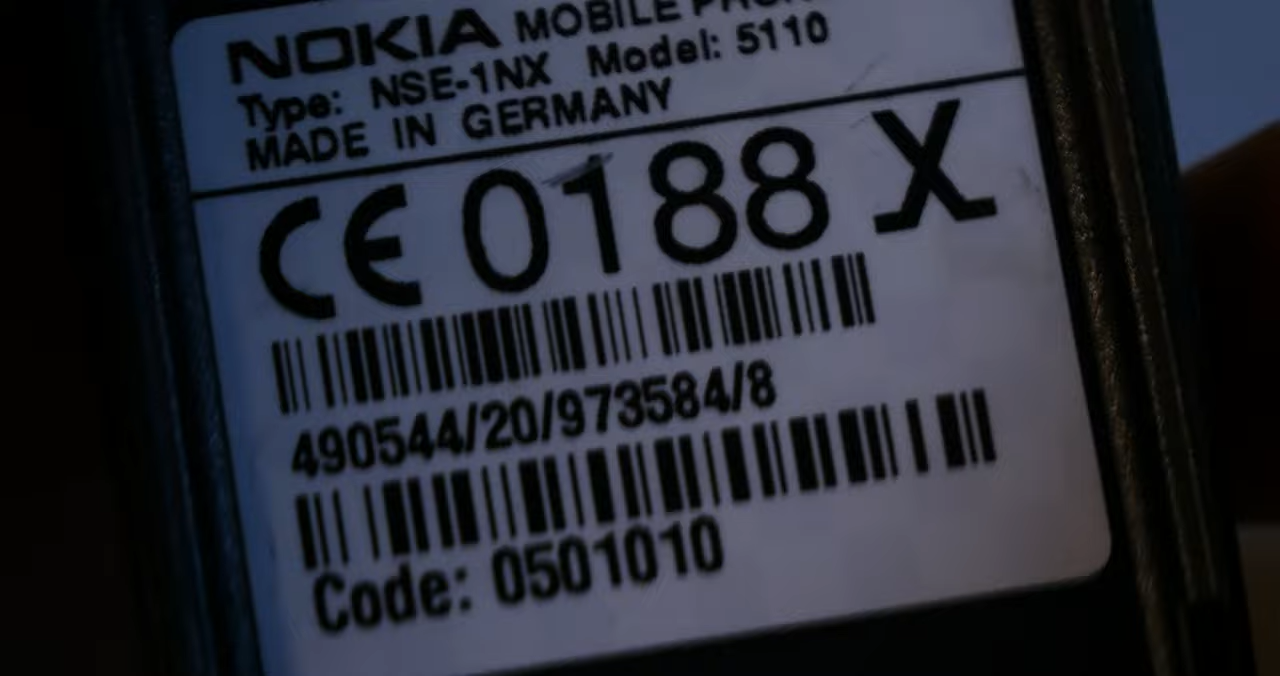 NOKIA MOBILE
Type: NSE-1NX Model: 5110
MADE IN GERMANY
CE 0188 X
490544/20/973584/8
Code: 0501010